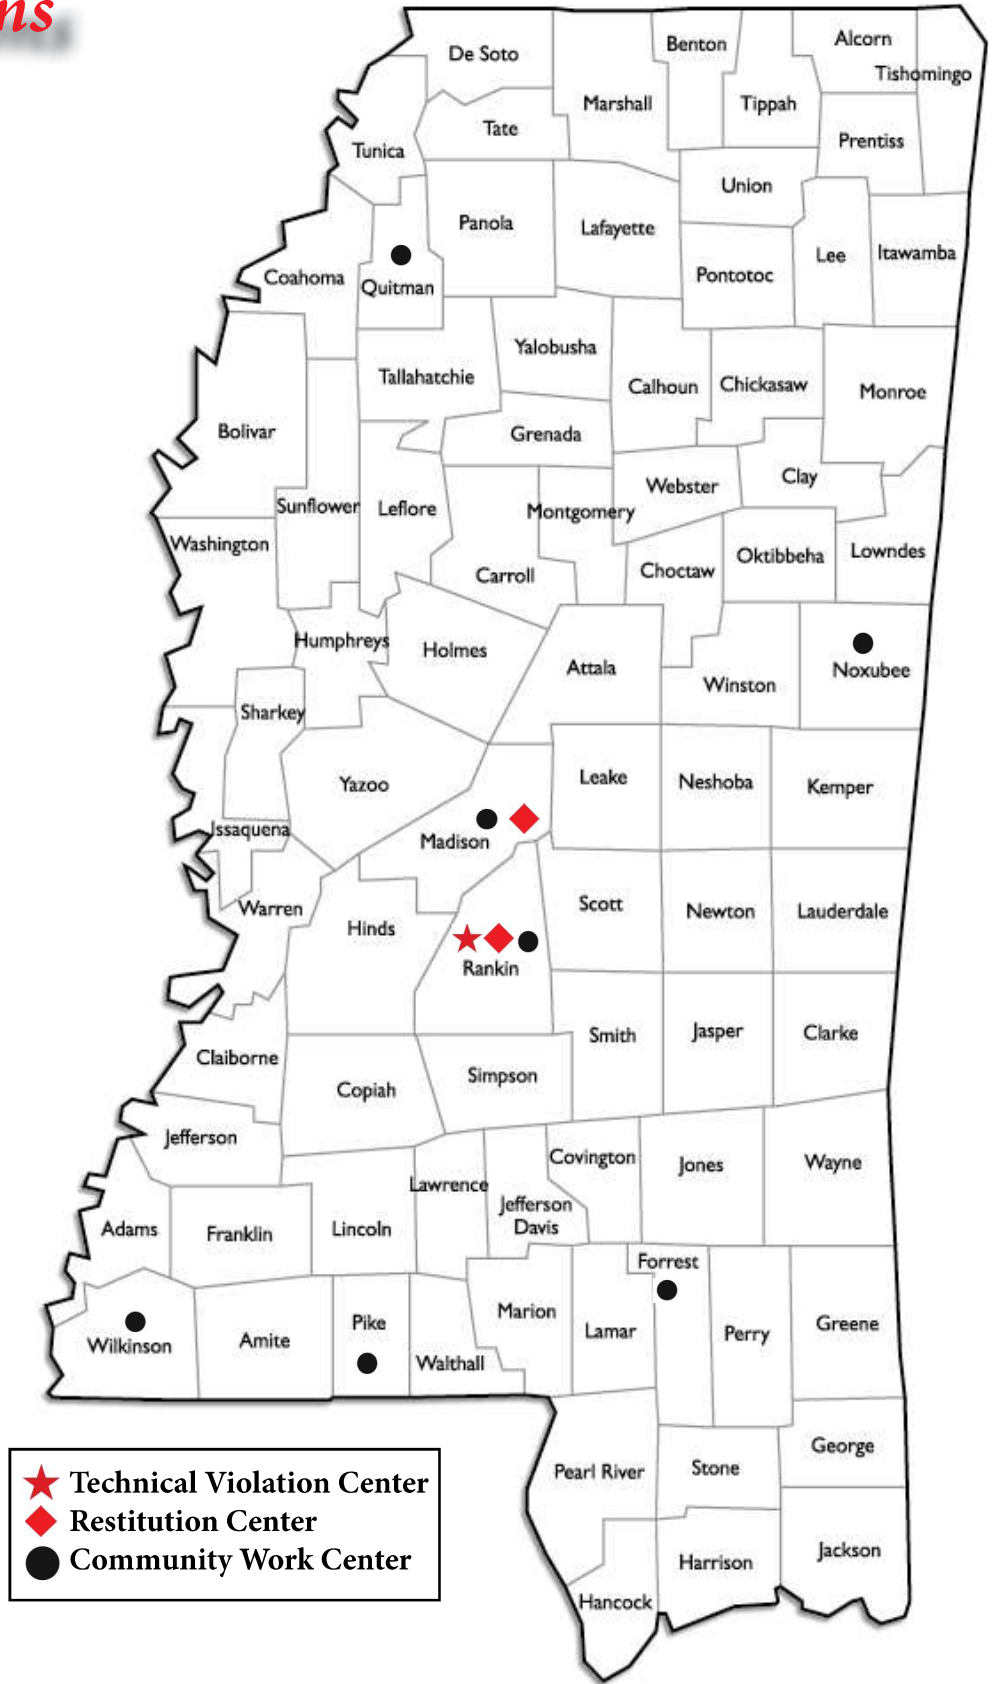 ns
De Soto
Benton
Alcorn
Tishomingo
Marshall
Tippah
Tate
Prentiss
Tunica
Union
Panola
Lafayette
Lee
Itawamba
Coahoma
Quitman
Pontotoc
Yalobusha
Tallahatchie
Calhoun
Chickasaw
Monroe
Bolivar
Grenada
Clay
Webster
Sunflower
Leflore
Montgomery
Washington
Carroll
Choctaw
Oktibbeha
Lowndes
Humphreys
Holmes
Attala
Winston
Noxubee
Sharkey
Yazoo
Leake
Neshoba
Kemper
Issaquena
Madison
Warren
Hinds
Scott
Newton
Lauderdale
Rankin
Claiborne
Copiah
Simpson
Smith
Jasper
Clarke
Jefferson
Covington
Jones
Wayne
Lawrence
Jefferson
Davis
Adams
Franklin
Lincoln
Forrest
Wilkinson
Amite
Pike
Walthall
Marion
Lamar
Perry
Greene
Pearl River
Stone
George
Hancock
Harrison
Jackson
Technical Violation Center
Restitution Center
Community Work Center